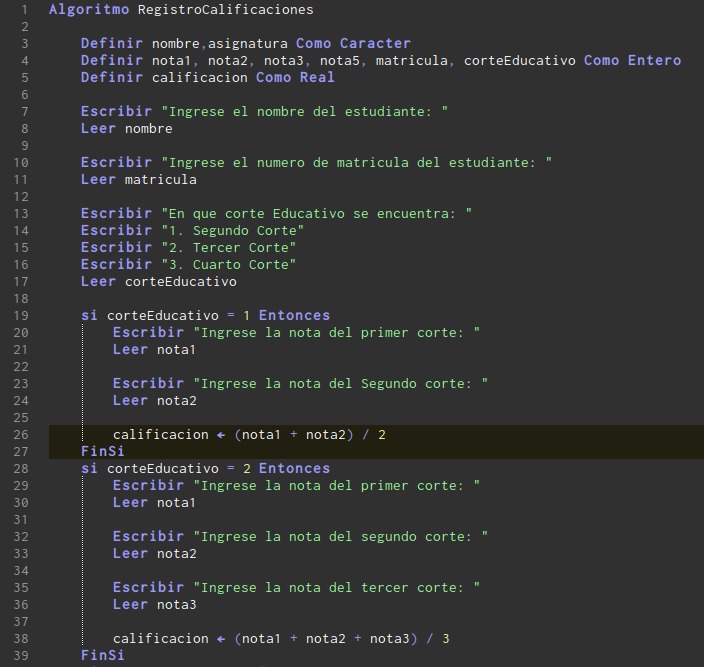 1 Algoritmo RegistroCalificaciones
2
3 Definir nombre,asignatura Como Caracter
4 Definir nota1, nota2, nota3, nota5, matricula, corteEducativo Como Entero
5 Definir calificacion Como Real
6
7 Escribir "Ingrese el nombre del estudiante: "
8 Leer nombre
9
10 Escribir "Ingrese el numero de matricula del estudiante: "
11 Leer matricula
12
13 Escribir "En que corte Educativo se encuentra: "
14 Escribir "1. Segundo Corte"
15 Escribir "2. Tercer Corte"
16 Escribir "3. Cuarto Corte"
17 Leer corteEducativo
18
19 si corteEducativo = 1 Entonces
20 Escribir "Ingrese la nota del primer corte: "
21 Leer nota1
22
23 Escribir "Ingrese la nota del Segundo corte: "
24 Leer nota2
25
26 calificacion ← (nota1 + nota2) / 2
27 FinSi
28 si corteEducativo = 2 Entonces
29 Escribir "Ingrese la nota del primer corte: "
30 Leer nota1
31
32 Escribir "Ingrese la nota del segundo corte: "
33 Leer nota2
34
35 Escribir "Ingrese la nota del tercer corte: "
36 Leer nota3
37
38 calificacion ← (nota1 + nota2 + nota3) / 3
39 FinSi